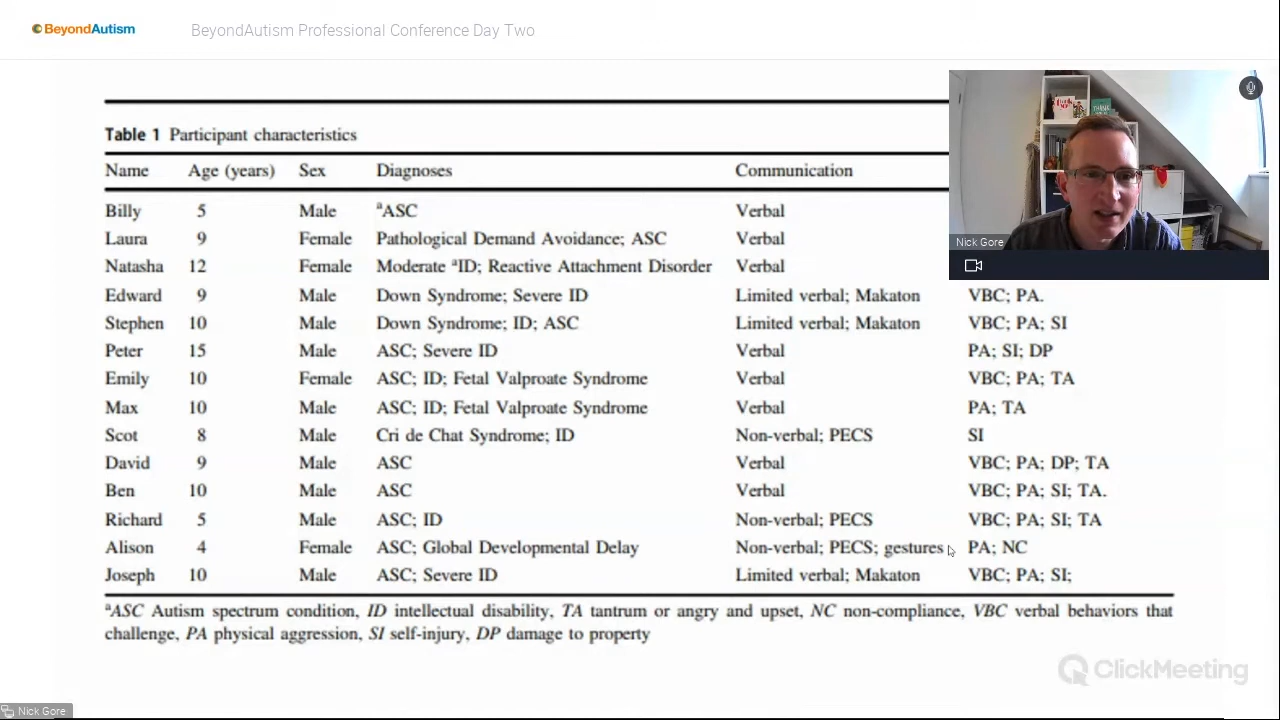 BeyondAutism BeyondAutism Professional Conference Day Two
Table 1 Participant characteristics
Name Age (years) Sex Diagnoses Communication
Billy 5 Male aASC Verbal
Laura 9 Female Pathological Demand Avoidance; ASC Verbal
Natasha 12 Female Moderate aID; Reactive Attachment Disorder Verbal
Edward 9 Male Down Syndrome; Severe ID Limited verbal; Makaton VBC; PA.
Stephen 10 Male Down Syndrome; ID; ASC Limited verbal; Makaton VBC; PA; SI
Peter 15 Male ASC; Severe ID Verbal PA; SI; DP
Emily 10 Female ASC; ID; Fetal Valproate Syndrome Verbal VBC; PA; TA
Max 10 Male ASC; ID; Fetal Valproate Syndrome Verbal PA; TA
Scot 8 Male Cri de Chat Syndrome; ID Non-verbal; PECS SI
David 9 Male ASC Verbal VBC; PA; DP; TA
Ben 10 Male ASC Verbal VBC; PA; SI; TA.
Richard 5 Male ASC; ID Non-verbal; PECS VBC; PA; SI; TA
Alison 4 Female ASC; Global Developmental Delay Non-verbal; PECS; gestures PA; NC
Joseph 10 Male ASC; Severe ID Limited verbal; Makaton VBC; PA; SI;
aASC Autism spectrum condition, ID intellectual disability, TA tantrum or angry and upset, NC non-compliance, VBC verbal behaviors that
challenge, PA physical aggression, SI self-injury, DP damage to property
Nick Gore
ClickMeeting
Nick Gore